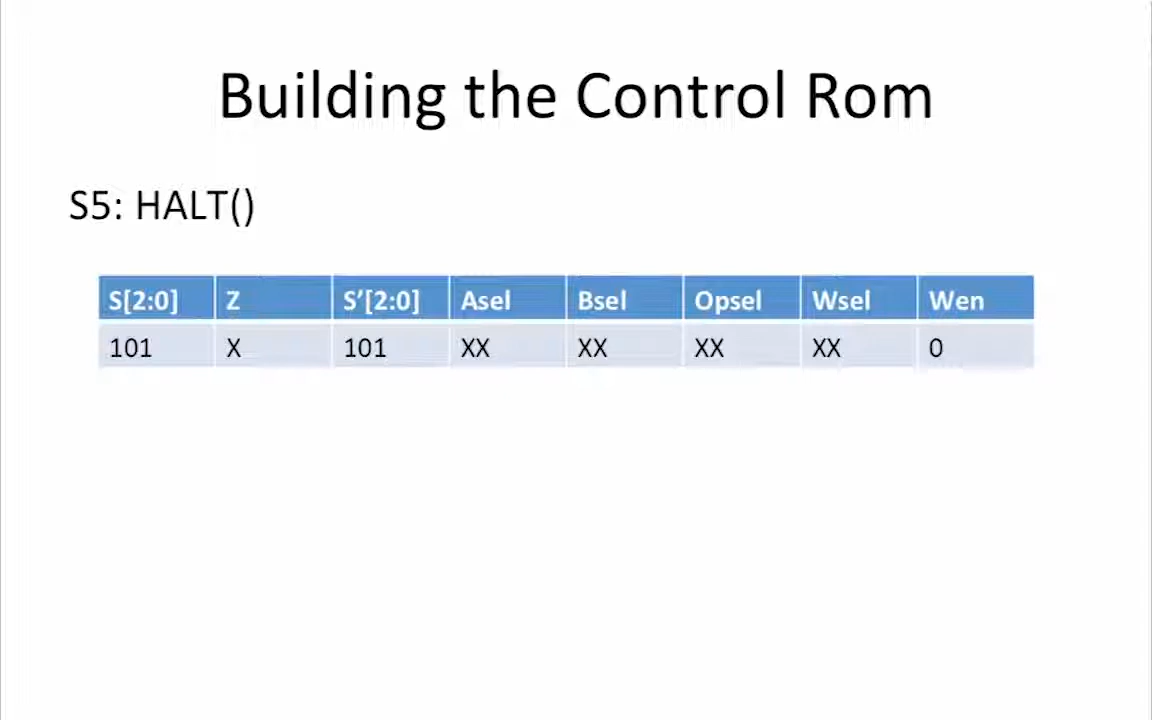 Building the Control Rom
S5: HALT()
S[2:0] Z S’[2:0] Asel Bsel Opsel Wsel Wen
101 X 101 XX XX XX XX 0